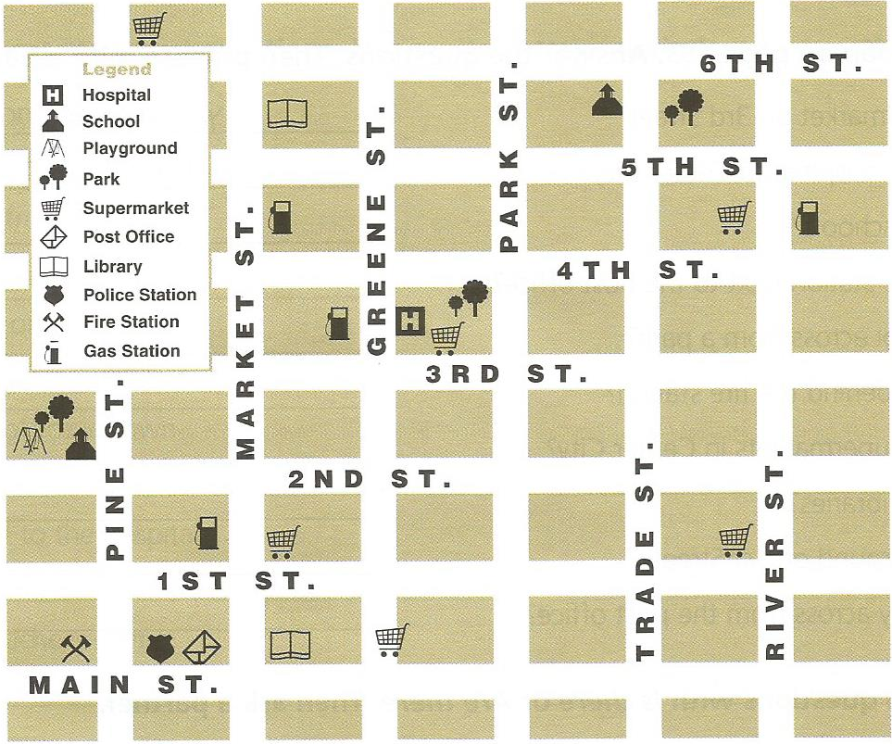 6TH ST.
Legend
Hospital
School
Playground
Park
Supermarket
Post Office
Library
Police Station
Fire Station
Gas Station
H
PARK ST.
GREENE ST.
5TH ST.
MARKET ST.
4TH ST.
H
3RD ST.
PINE ST.
2ND ST.
TRADE ST.
RIVER ST.
1ST ST.
MAIN ST.